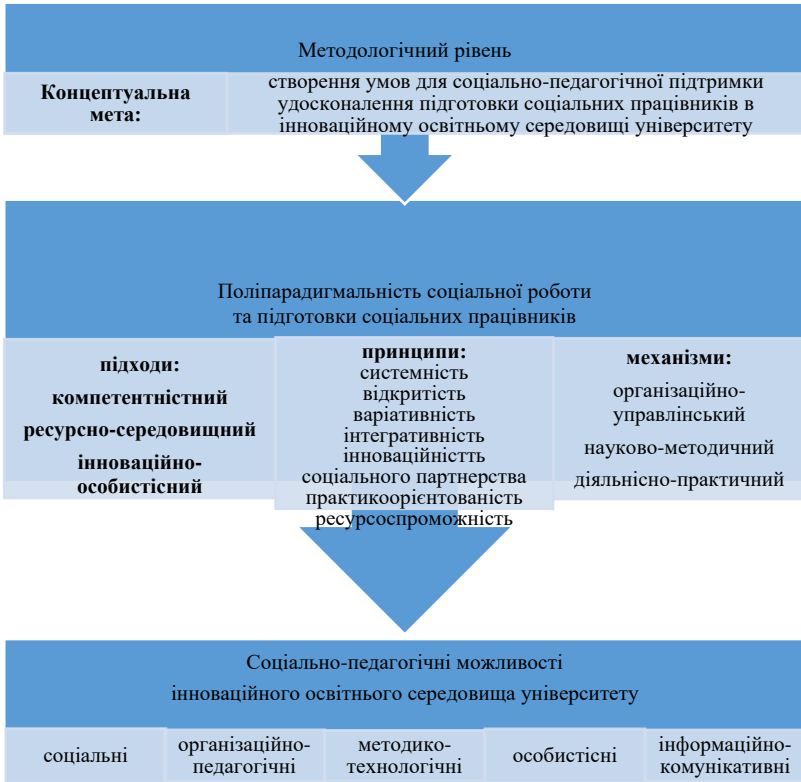 Методологічний рівень
Концептуальна
мета:
створення умов для соціально-педагогічної підтримки
удосконалення підготовки соціальних працівників в
інноваційному освітньому середовищі університету
Поліпарадигмальність соціальної роботи
та підготовки соціальних працівників
підходи:
компетентністний
ресурсно-середовищний
інноваційно-
особистісний
принципи:
системність
відкритість
варіативність
інтегративність
інноваційністть
соціального партнерства
практикоорієнтованість
ресурсоспроможність
механізми:
організаційно-
управлінський
науково-методичний
діяльнісно-практичний
Соціально-педагогічні можливості
інноваційного освітнього середовища університету
соціальні
організаційно-
педагогічні
методико-
технологічні
особистісні
інформаційно-
комунікативні